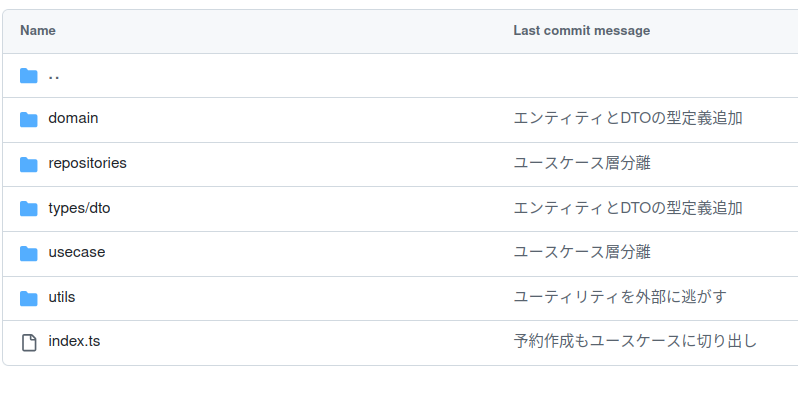 Name Last commit message
..
domain エンティティとDTOの型定義追加
repositories ユースケース層分離
types/dto エンティティとDTOの型定義追加
usecase ユースケース層分離
utils ユーティリティを外部に逃がす
index.ts 予約作成もユースケースに切り出し